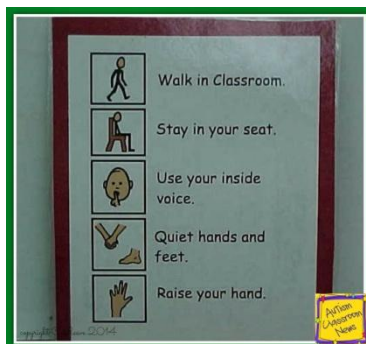 Walk in Classroom.
Stay in your seat.
Use your inside
voice.
Quiet hands and
feet.
Raise your hand.
Autism
Classroom
News
2014